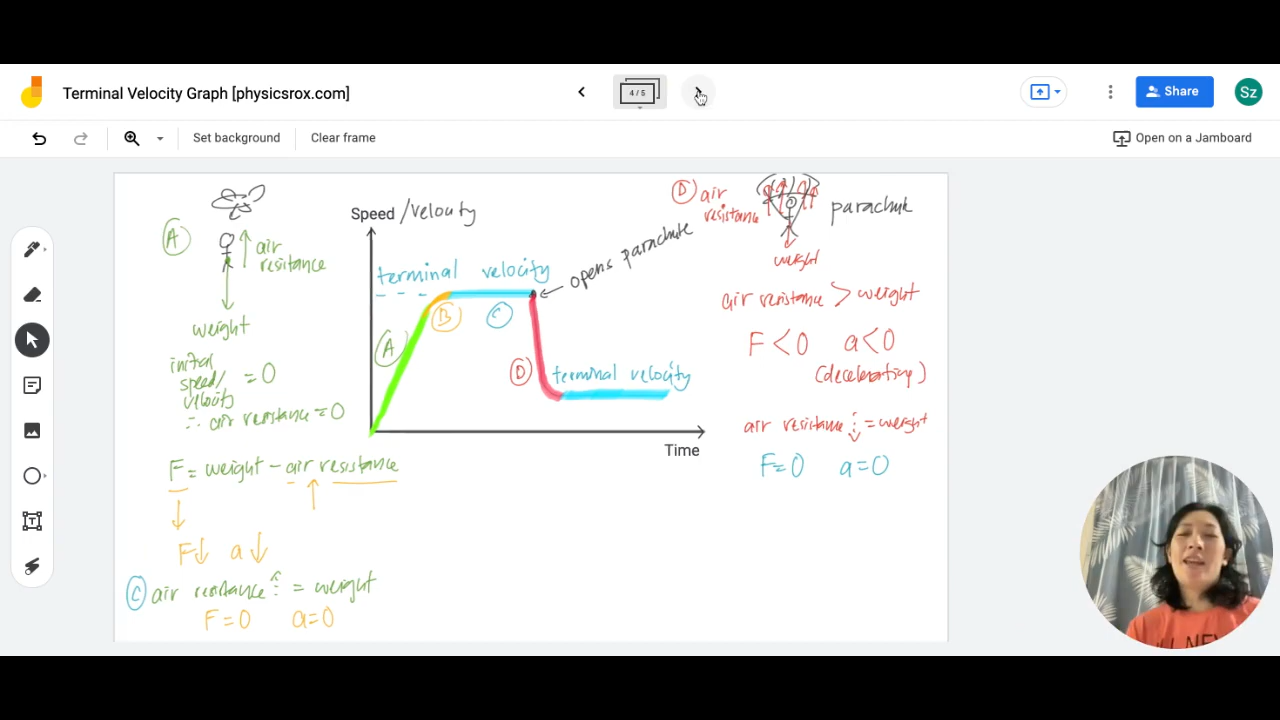 Terminal Velocity Graph [physicsrox.com]
4 / 5
Share
Sz
Set background
Clear frame
Open on a Jamboard
A
air
resistance
weight
initial
speed/
velocity
= 0
∴ air resistance = 0
F = weight - air resistance
F↓ a↓
C air resistance = weight
F = 0 a = 0
Speed /velocity
terminal velocity
A
B
C
opens parachute
D
terminal velocity
Time
D air
resistance
parachute
weight
air resistance > weight
F < 0 a < 0
(decelerating)
air resistance = weight
F = 0 a = 0